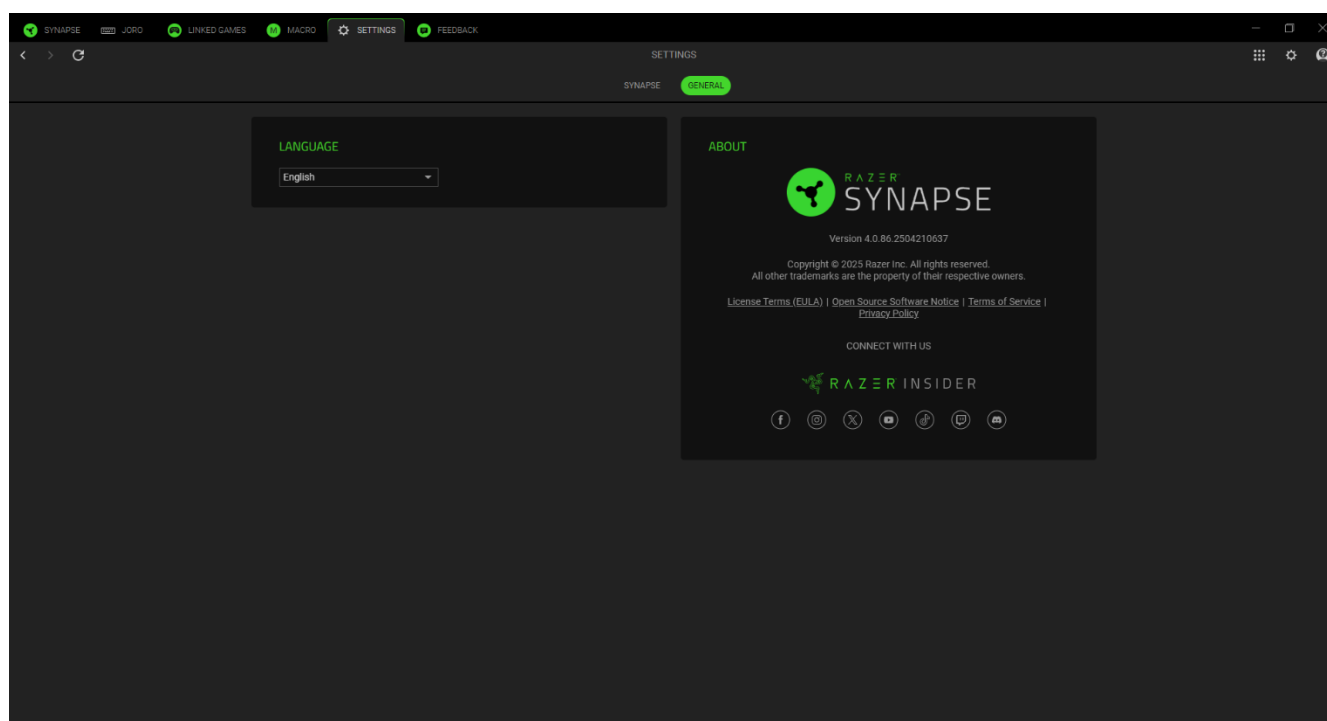 SYNAPSE JORO LINKED GAMES M MACRO SETTINGS FEEDBACK
SETTINGS
SYNAPSE GENERAL
LANGUAGE
English
ABOUT
RAZER
SYNAPSE
Version 4.0.86.2504210637
Copyright © 2025 Razer Inc. All rights reserved.
All other trademarks are the property of their respective owners.
License Terms (EULA) | Open Source Software Notice | Terms of Service |
Privacy Policy
CONNECT WITH US
RAZER INSIDER